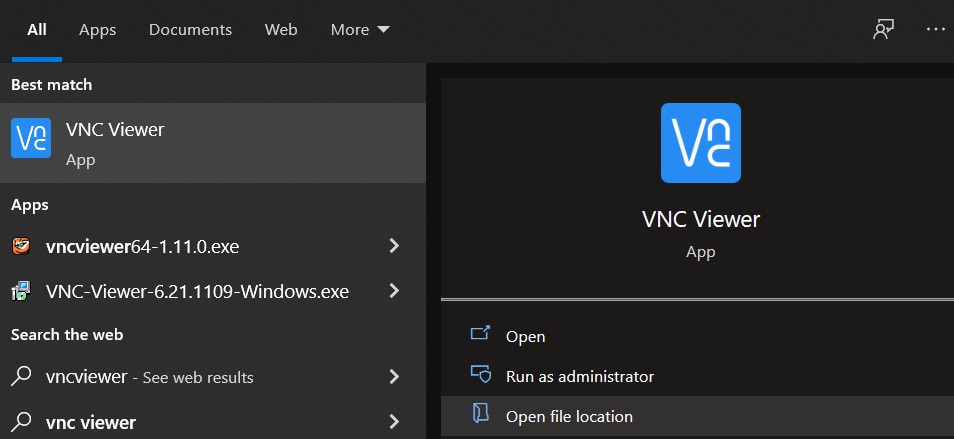 All Apps Documents Web More
Best match
VNC Viewer
App
Apps
vncviewer64-1.11.0.exe
VNC-Viewer-6.21.1109-Windows.exe
Search the web
vncviewer - See web results
vnc viewer
VNC Viewer
App
Open
Run as administrator
Open file location